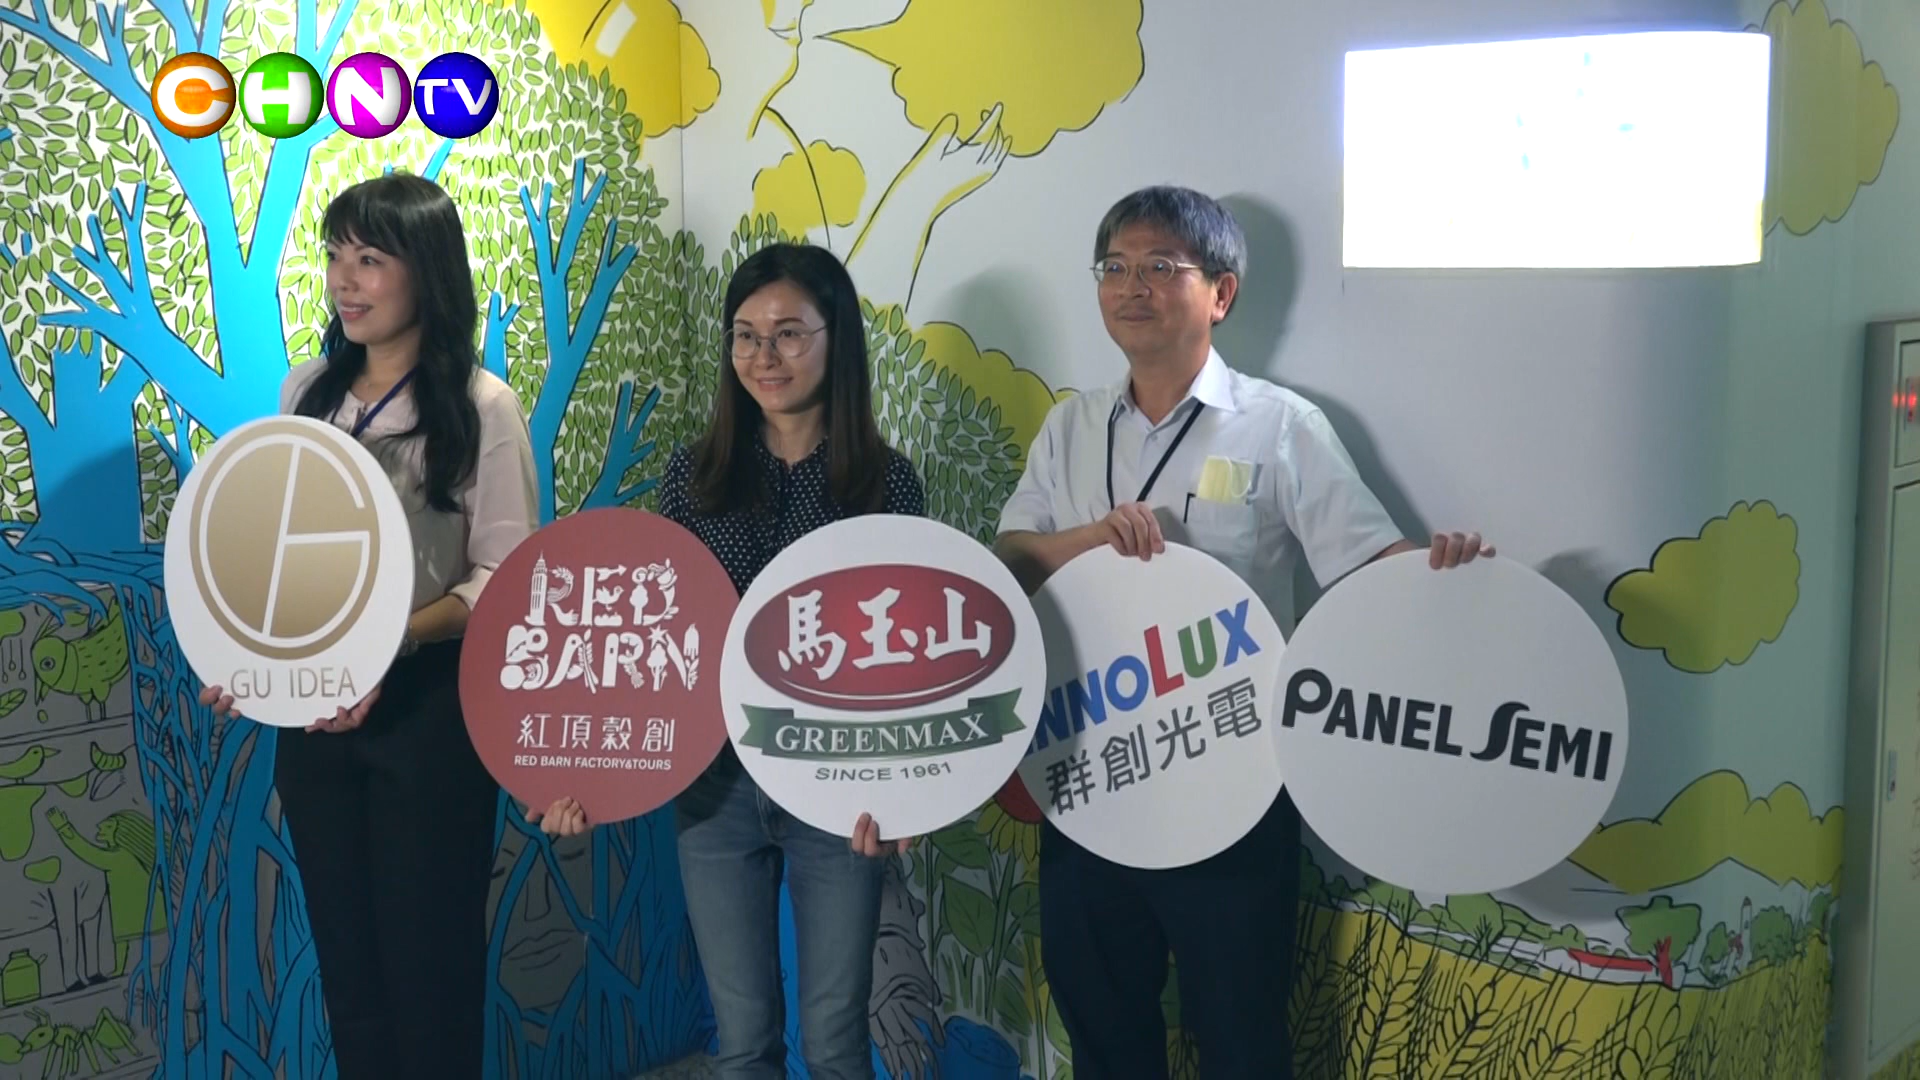 CHNTV
GU IDEA
RED
BARN
紅頂穀創
RED BARN FACTORY&TOURS
馬玉山
GREENMAX
SINCE 1961
INNOLUX
群創光電
PANEL SEMI